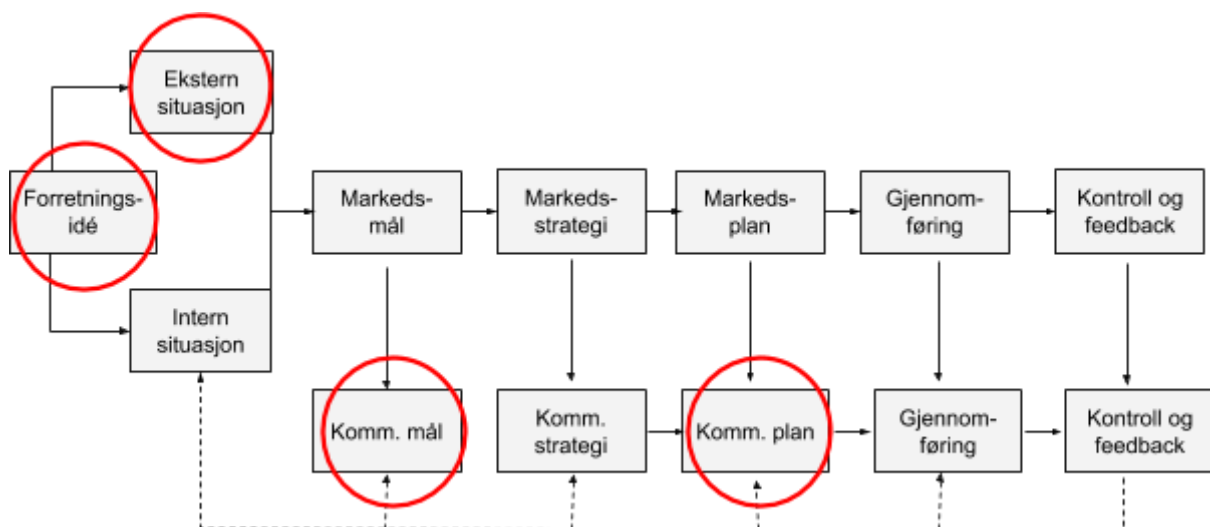 Ekstern
situasjon
Forretnings-
idé
Intern
situasjon
Markeds-
mål
Markeds-
strategi
Markeds-
plan
Gjennom-
føring
Kontroll og
feedback
Komm. mål
Komm.
strategi
Komm. plan
Gjennom-
føring
Kontroll og
feedback